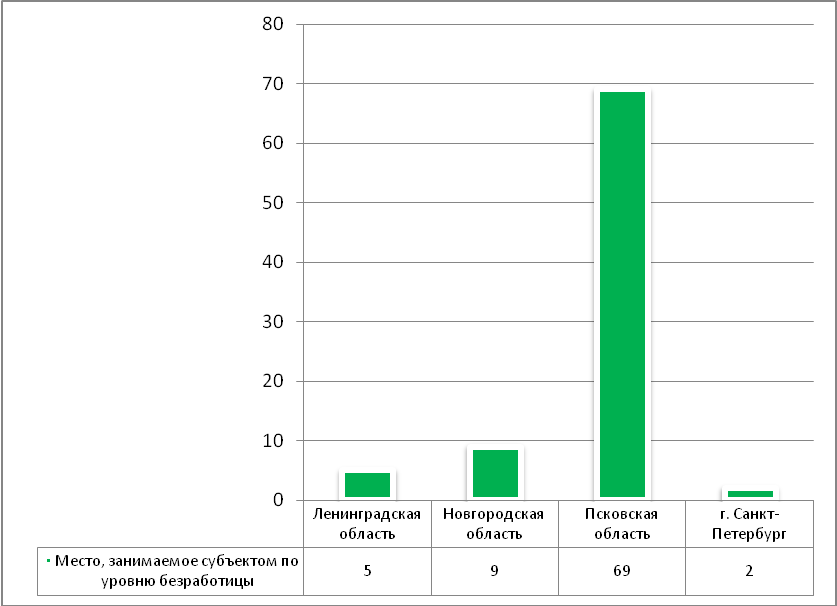 80
70
60
50
40
30
20
10
0
Ленинградская
область
Новгородская
область
Псковская
область
г. Санкт-
Петербург
Место, занимаемое субъектом по
уровню безработицы
5 9 69 2